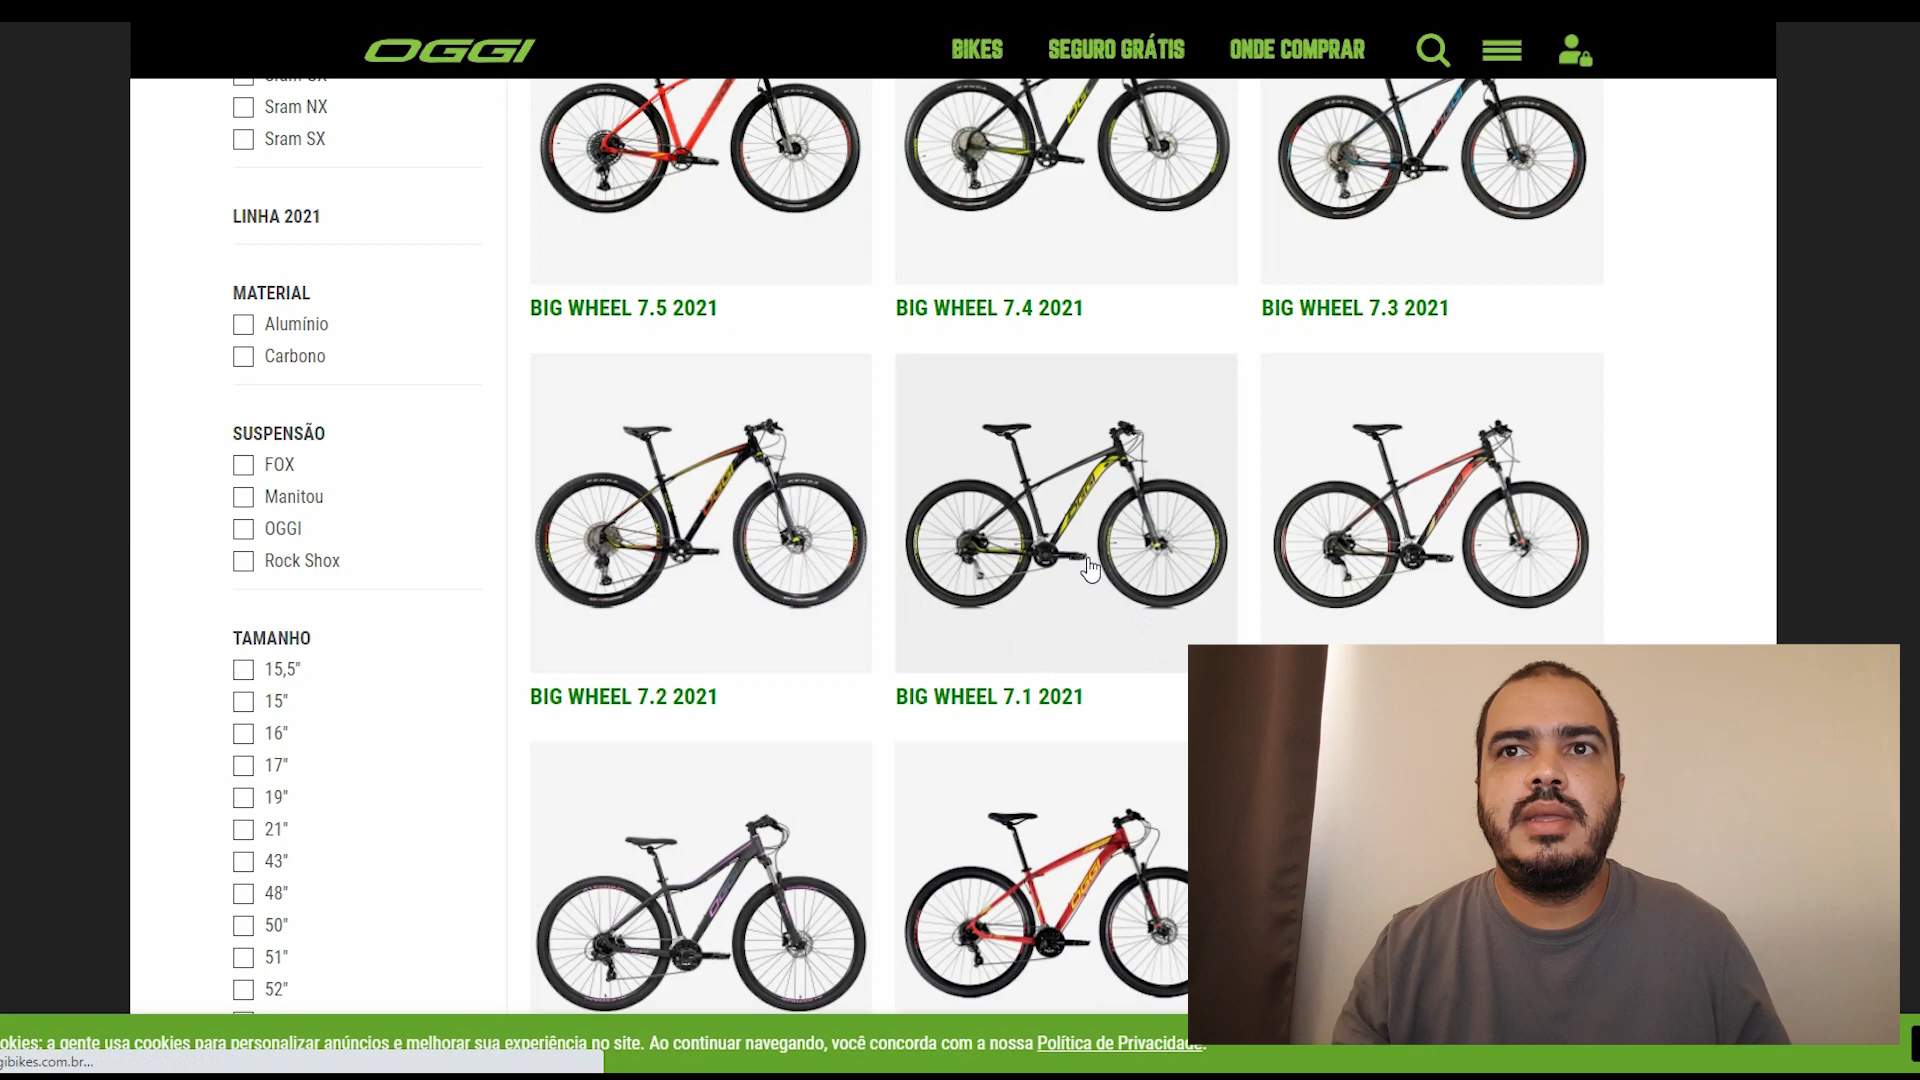 OGGI
BIKES
SEGURO GRÁTIS
ONDE COMPRAR
Sram NX
Sram SX
LINHA 2021
MATERIAL
Alumínio
Carbono
SUSPENSÃO
FOX
Manitou
OGGI
Rock Shox
TAMANHO
15,5"
15"
16"
17"
19"
21"
43"
48"
50"
51"
52"
BIG WHEEL 7.5 2021
BIG WHEEL 7.4 2021
BIG WHEEL 7.3 2021
BIG WHEEL 7.2 2021
BIG WHEEL 7.1 2021
okies: a gente usa cookies para personalizar anúncios e melhorar sua experiência no site. Ao continuar navegando, você concorda com a nossa Política de Privacidade.
gibikes.com.br...